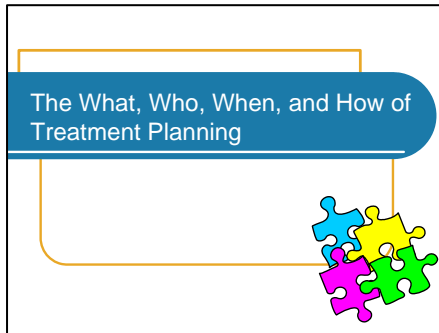 The What, Who, When, and How of
Treatment Planning